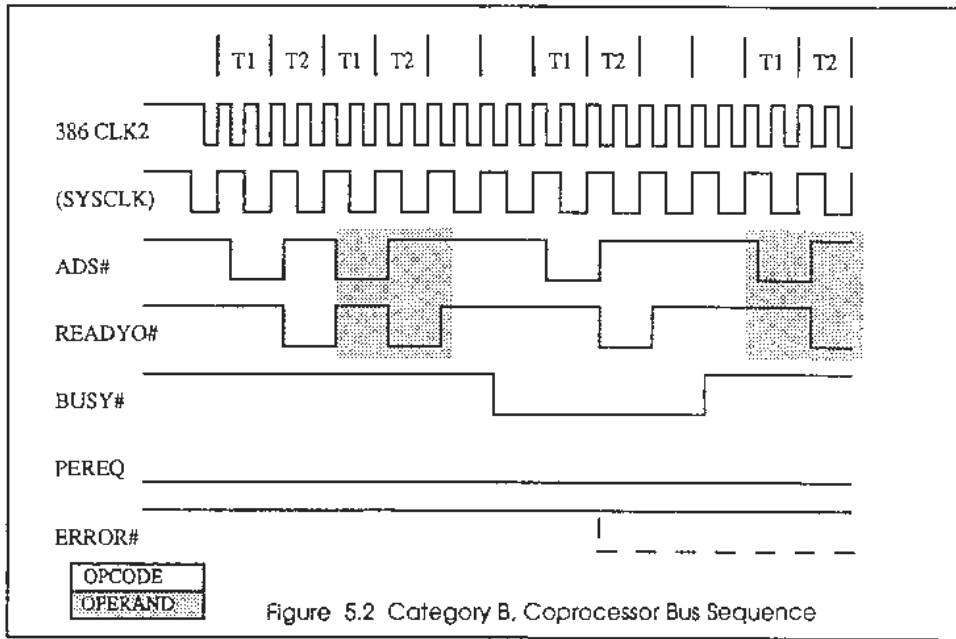 T1 T2 T1 T2 T1 T2 T1 T2
386 CLK2
(SYSCLK)
ADS#
READYO#
BUSY#
PEREQ
ERROR#
OPCODE
OPERAND
Figure 5.2 Category B, Coprocessor Bus Sequence